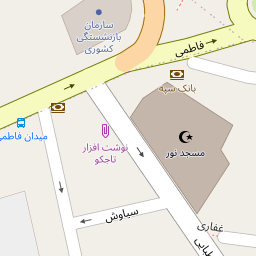 سازمان
بازنشستگی
کشوری
فاطمی
بانک سپه
میدان فاطمی
نوشت افزار
تاجکو
مسجد نور
سیاوش
غفاری